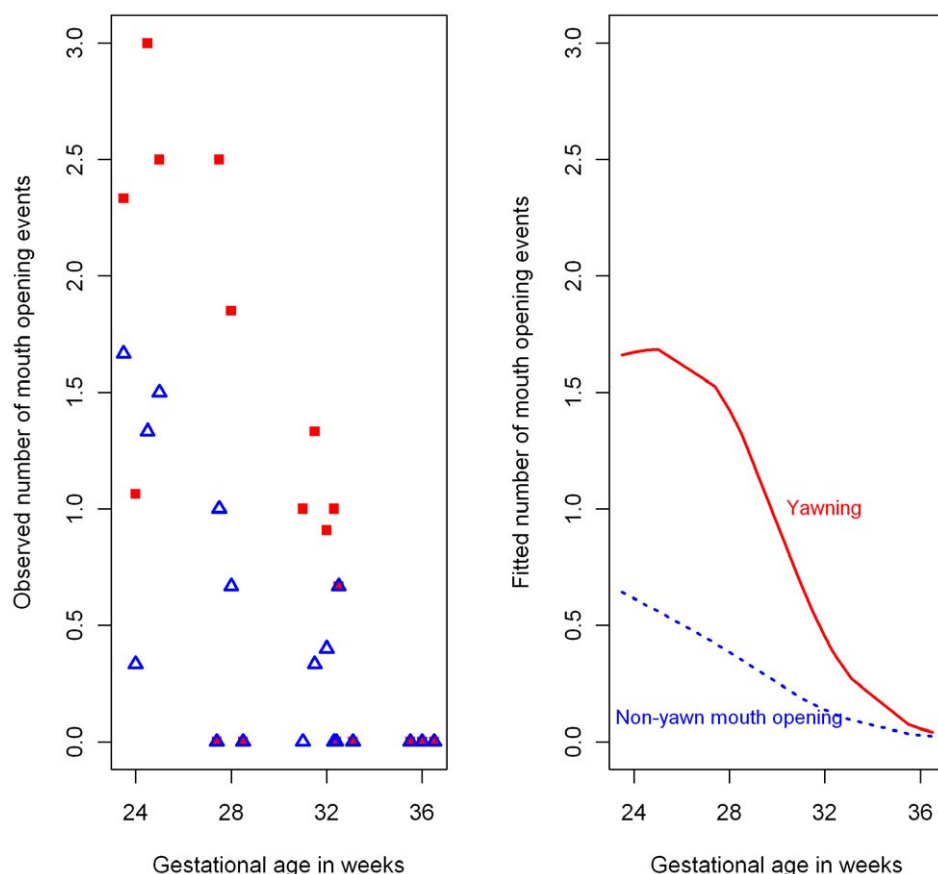 Observed number of mouth opening events
3.0
2.5
2.0
1.5
1.0
0.5
0.0
24 28 32 36
Gestational age in weeks
Fitted number of mouth opening events
3.0
2.5
2.0
1.5
1.0
0.5
0.0
Yawning
Non-yawn mouth opening
24 28 32 36
Gestational age in weeks